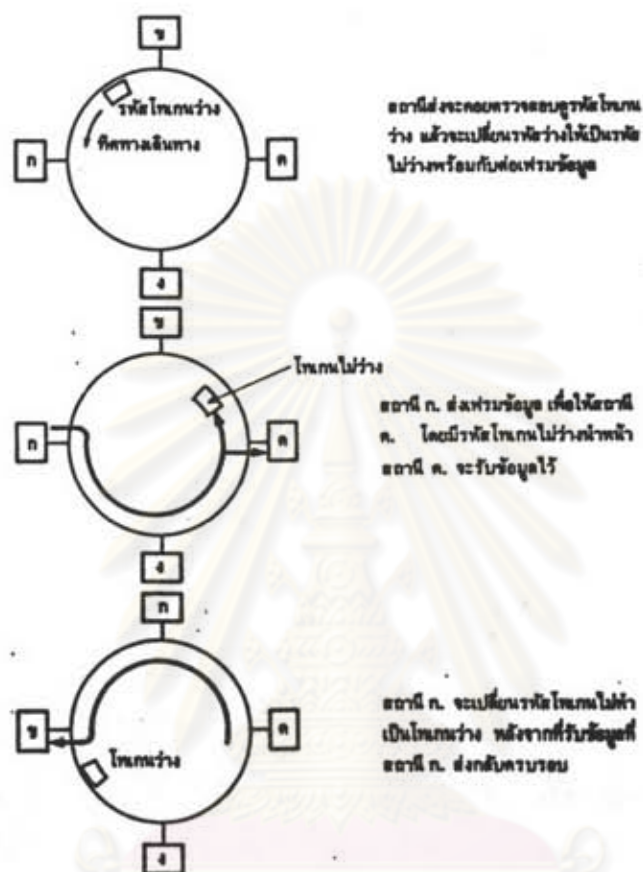 ข
รหัสโทเกนว่าง
ทิศทางเดินทาง
ก
ค
ง
สถานีส่งจะคอยตรวจสอบดูรหัสโทเกน
ว่าง แล้วจะเปลี่ยนรหัสว่างให้เป็นรหัส
ไม่ว่างพร้อมกับต่อเฟรมข้อมูล
ข
โทเกนไม่ว่าง
ก
ค
ง
สถานี ก. ส่งเฟรมข้อมูล เพื่อให้สถานี
ค. โดยมีรหัสโทเกนไม่ว่างนำหน้า
สถานี ค. จะรับข้อมูลไว้
ก
ข
ค
โทเกนว่าง
ง
สถานี ก. จะเปลี่ยนรหัสโทเกนไม่ทำ
เป็นโทเกนว่าง หลังจากที่รับข้อมูลที่
สถานี ก. ส่งกลับครบรอบ